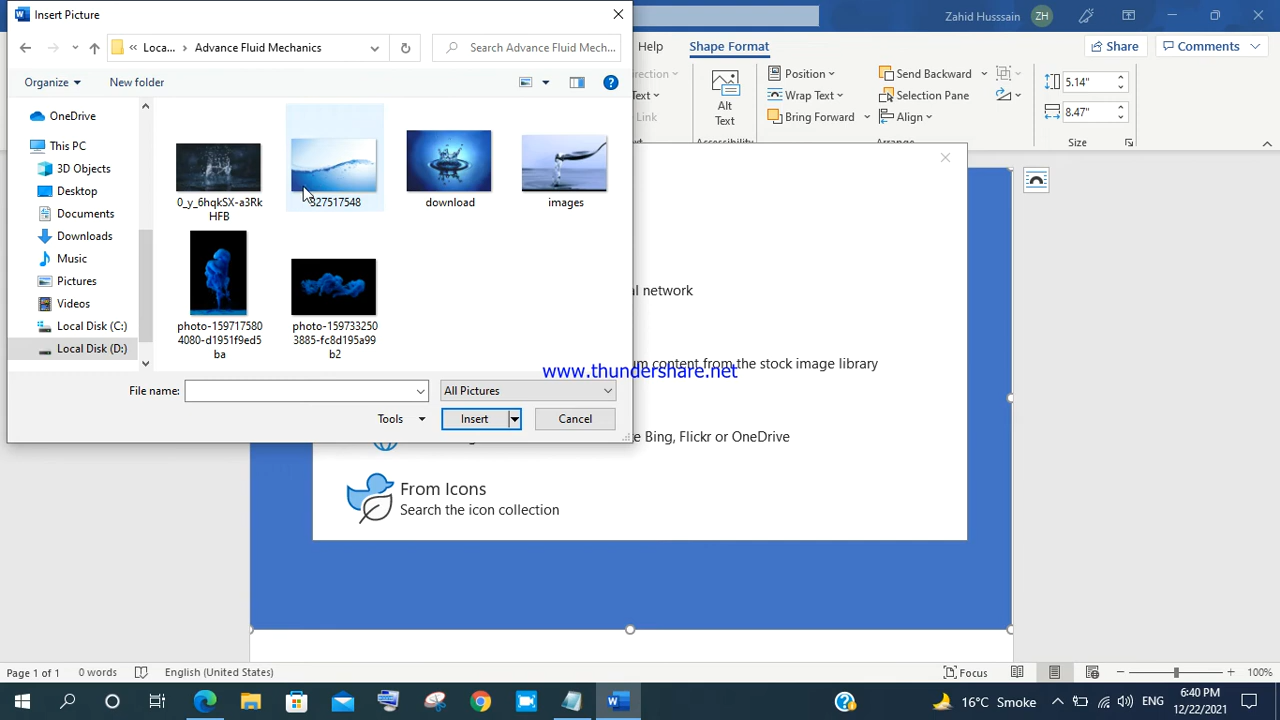 Insert Picture
Zahid Husssain ZH
Loca... Advance Fluid Mechanics
Search Advance Fluid Mech...
Help
Shape Format
Share
Comments
Organize
New folder
Text
Link
Alt
Text
Position
Wrap Text
Bring Forward
Send Backward
Selection Pane
Align
5.14"
8.47"
Size
OneDrive
This PC
3D Objects
Desktop
Documents
Downloads
Music
Pictures
Videos
Local Disk (C:)
Local Disk (D:)
0_y_6hqkSX-a3Rk
HFB
327517548
download
images
photo-159717580
4080-d1951f9ed5
ba
photo-159733250
3885-fc8d195a99
b2
File name:
All Pictures
Tools
Insert
Cancel
www.thundershare.net
network
content from the stock image library
Bing, Flickr or OneDrive
From Icons
Search the icon collection
Page 1 of 1
0 words
English (United States)
Focus
100%
16°C Smoke
ENG
6:40 PM
12/22/2021